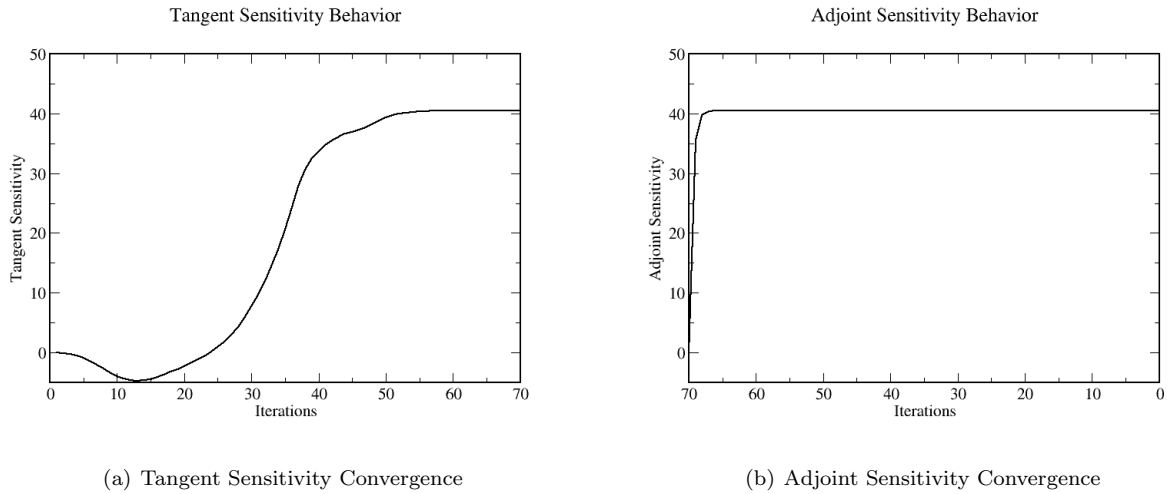 Tangent Sensitivity Behavior
50
40
30
20
10
0
Tangent Sensitivity
0 10 20 30 40 50 60 70
Iterations
(a) Tangent Sensitivity Convergence
Adjoint Sensitivity Behavior
50
40
30
20
10
0
Adjoint Sensitivity
70 60 50 40 30 20 10 0
Iterations
(b) Adjoint Sensitivity Convergence